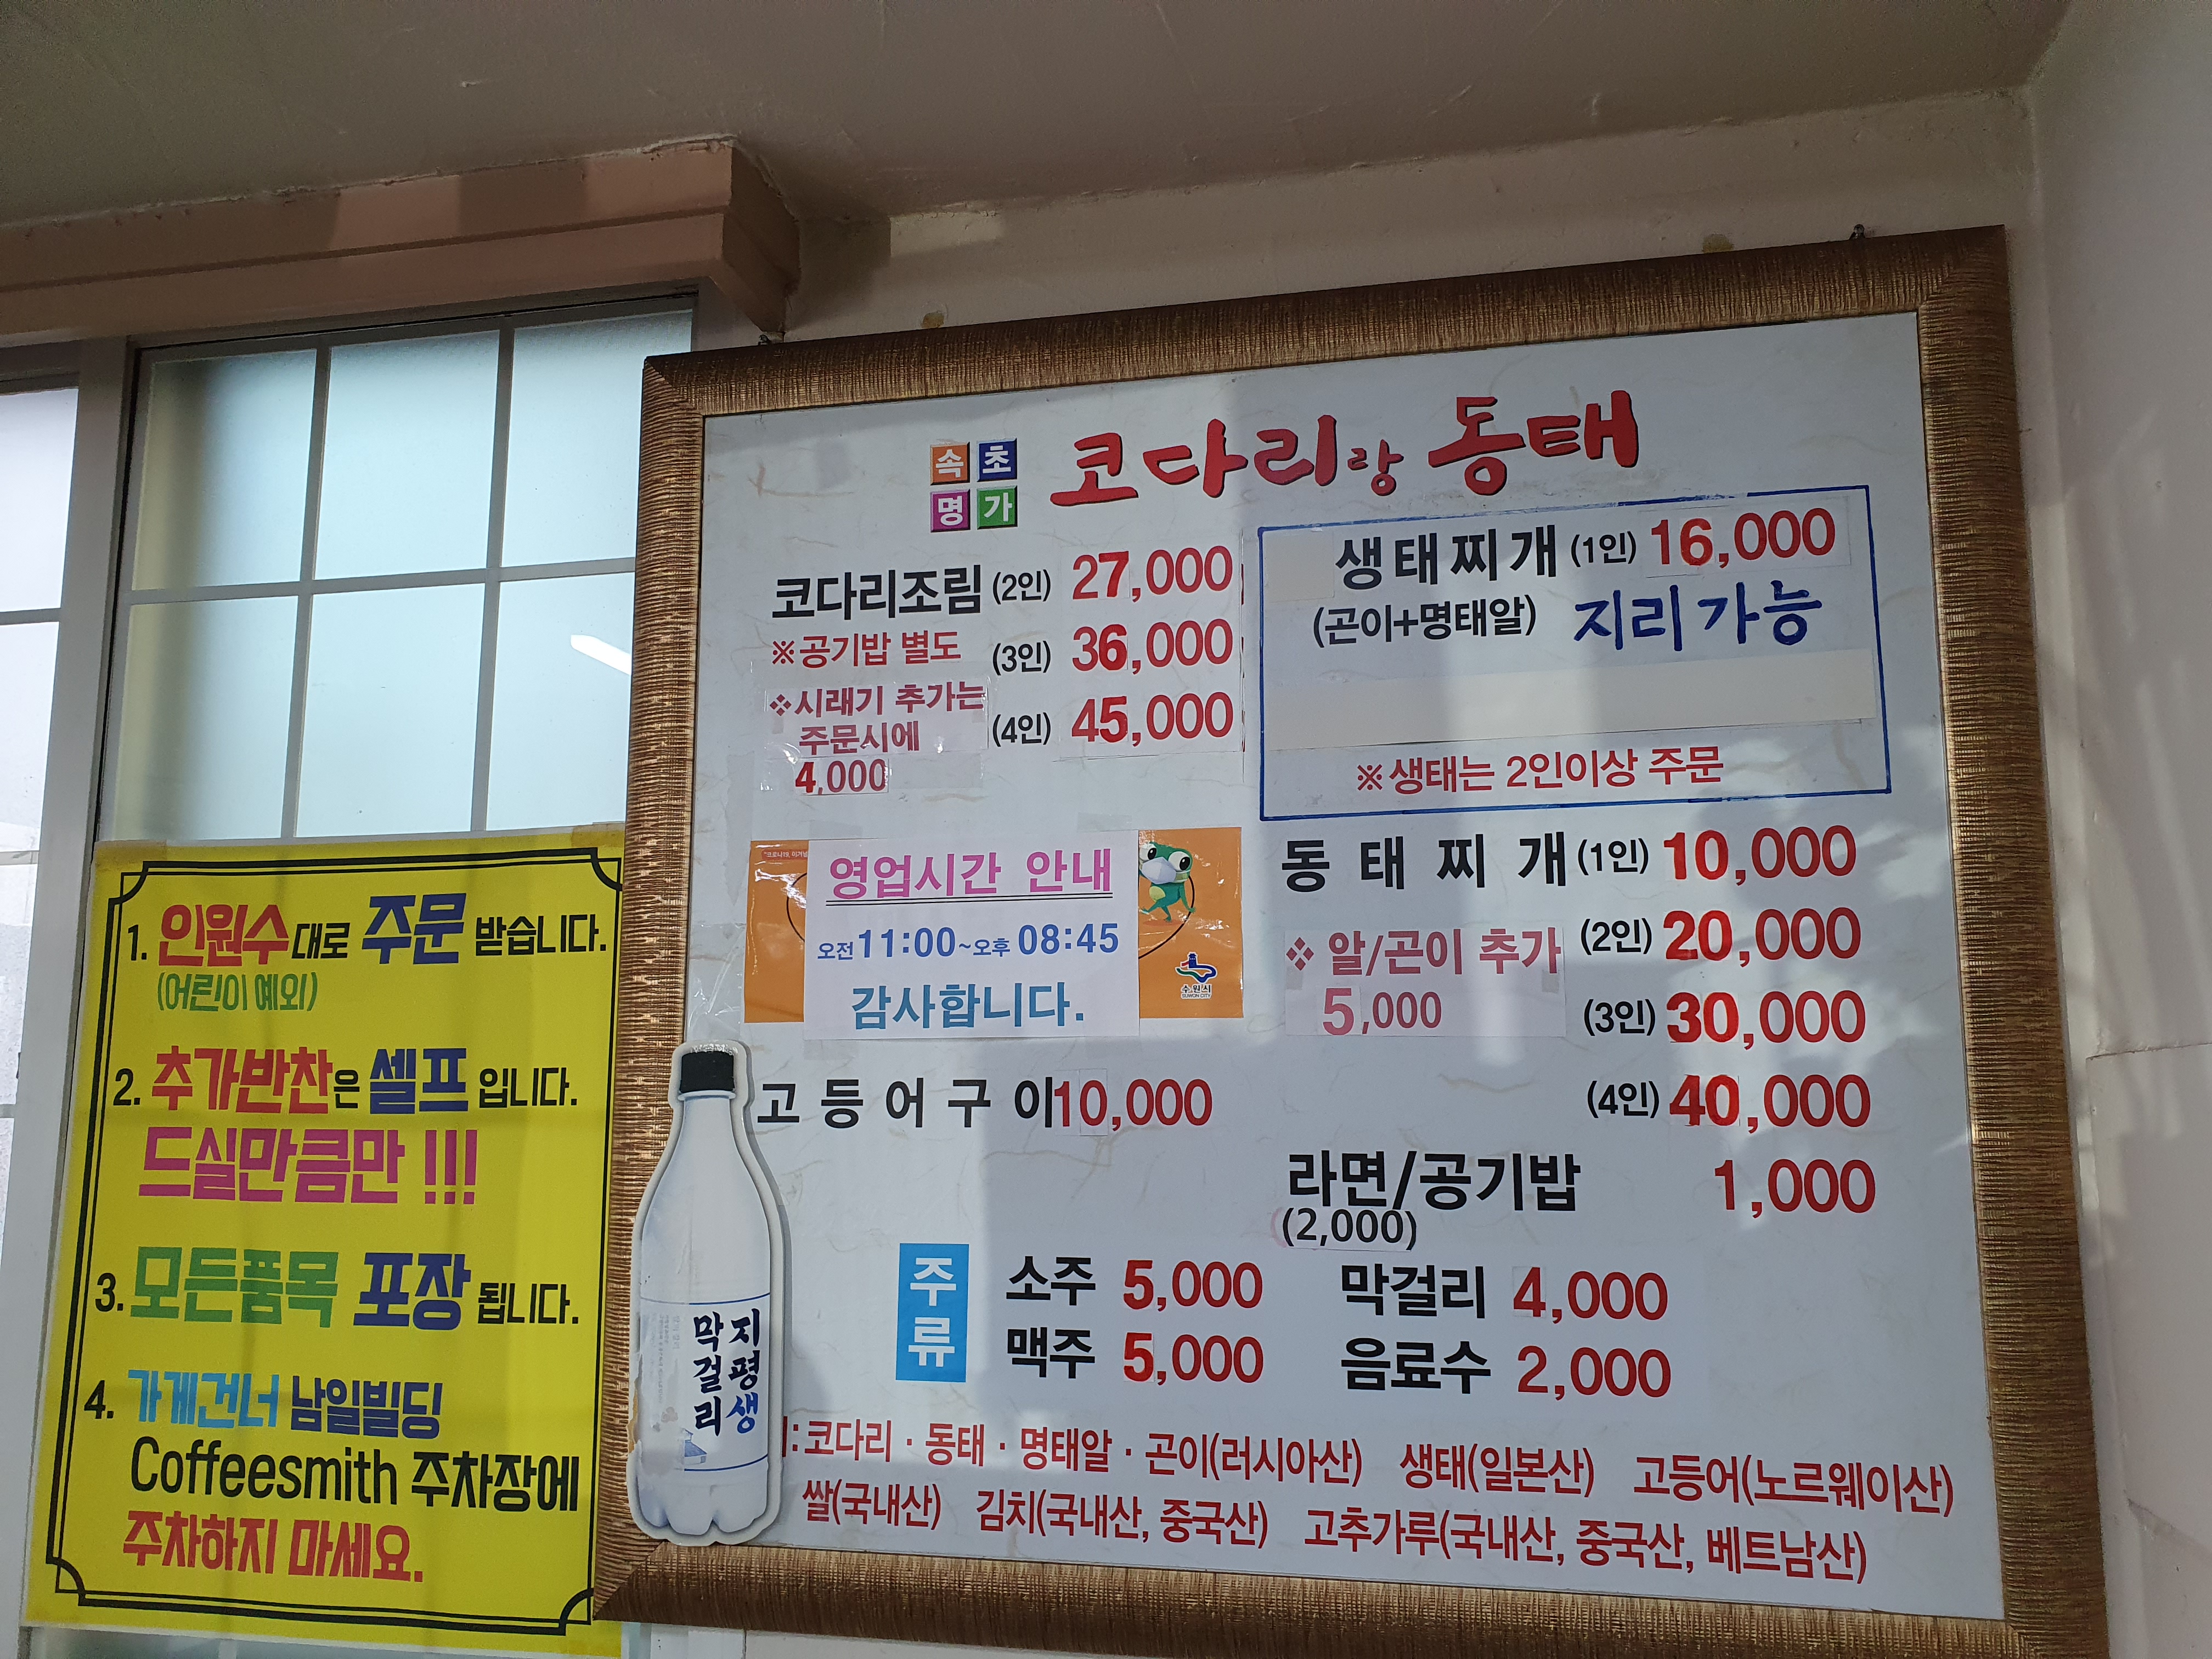 1. 인원수대로 주문 받습니다.
(어린이 예외)
2. 추가반찬은 셀프 입니다.
드실만큼만 !!!
3. 모든품목 포장 됩니다.
4. 가게건너 남일빌딩
Coffeesmith 주차장에
주차하지 마세요.
속초
명가
코다리랑 동태
코다리조림 (2인) 27,000
※공기밥 별도 (3인) 36,000
❖시래기 추가는
주문시에
4,000
(4인) 45,000
생태찌개 (1인) 16,000
(곤이+명태알) 지리가능
※생태는 2인이상 주문
영업시간 안내
오전 11:00~오후 08:45
감사합니다.
수원시
SUWON CITY
동 태 찌 개 (1인) 10,000
❖ 알/곤이 추가
5,000
(2인) 20,000
(3인) 30,000
(4인) 40,000
고 등 어 구 이 10,000
라면/공기밥 1,000
(2,000)
주류
소주 5,000 막걸리 4,000
맥주 5,000 음료수 2,000
지평생
막걸리
: 코다리 · 동태 · 명태알 · 곤이(러시아산) 생태(일본산) 고등어(노르웨이산)
쌀(국내산) 김치(국내산, 중국산) 고추가루(국내산, 중국산, 베트남산)